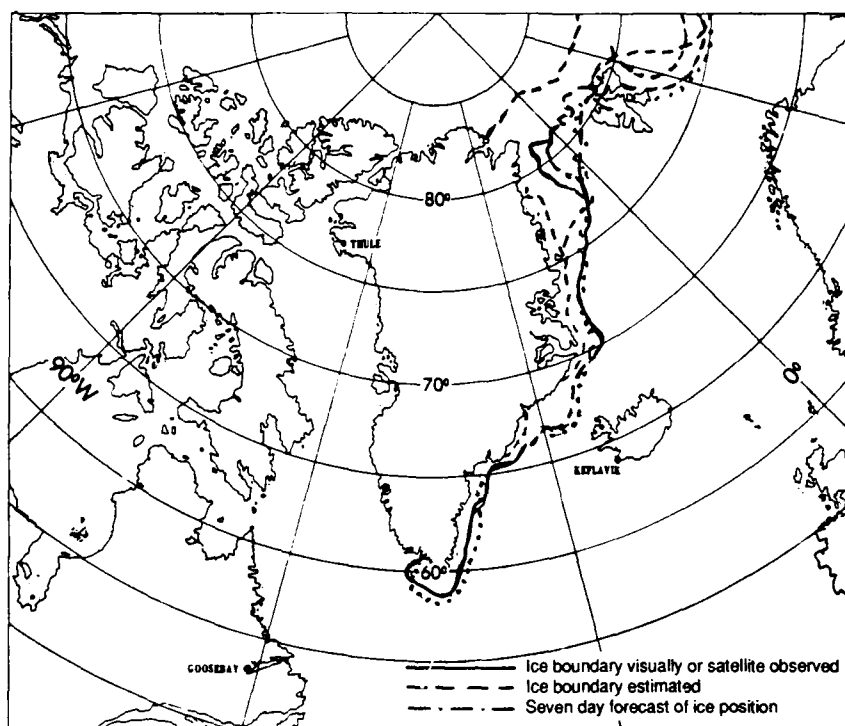 80°
THULE
90°W
70°
0°
KEFLAVIK
60°
GOOSEBAY
Ice boundary visually or satellite observed
Ice boundary estimated
Seven day forecast of ice position